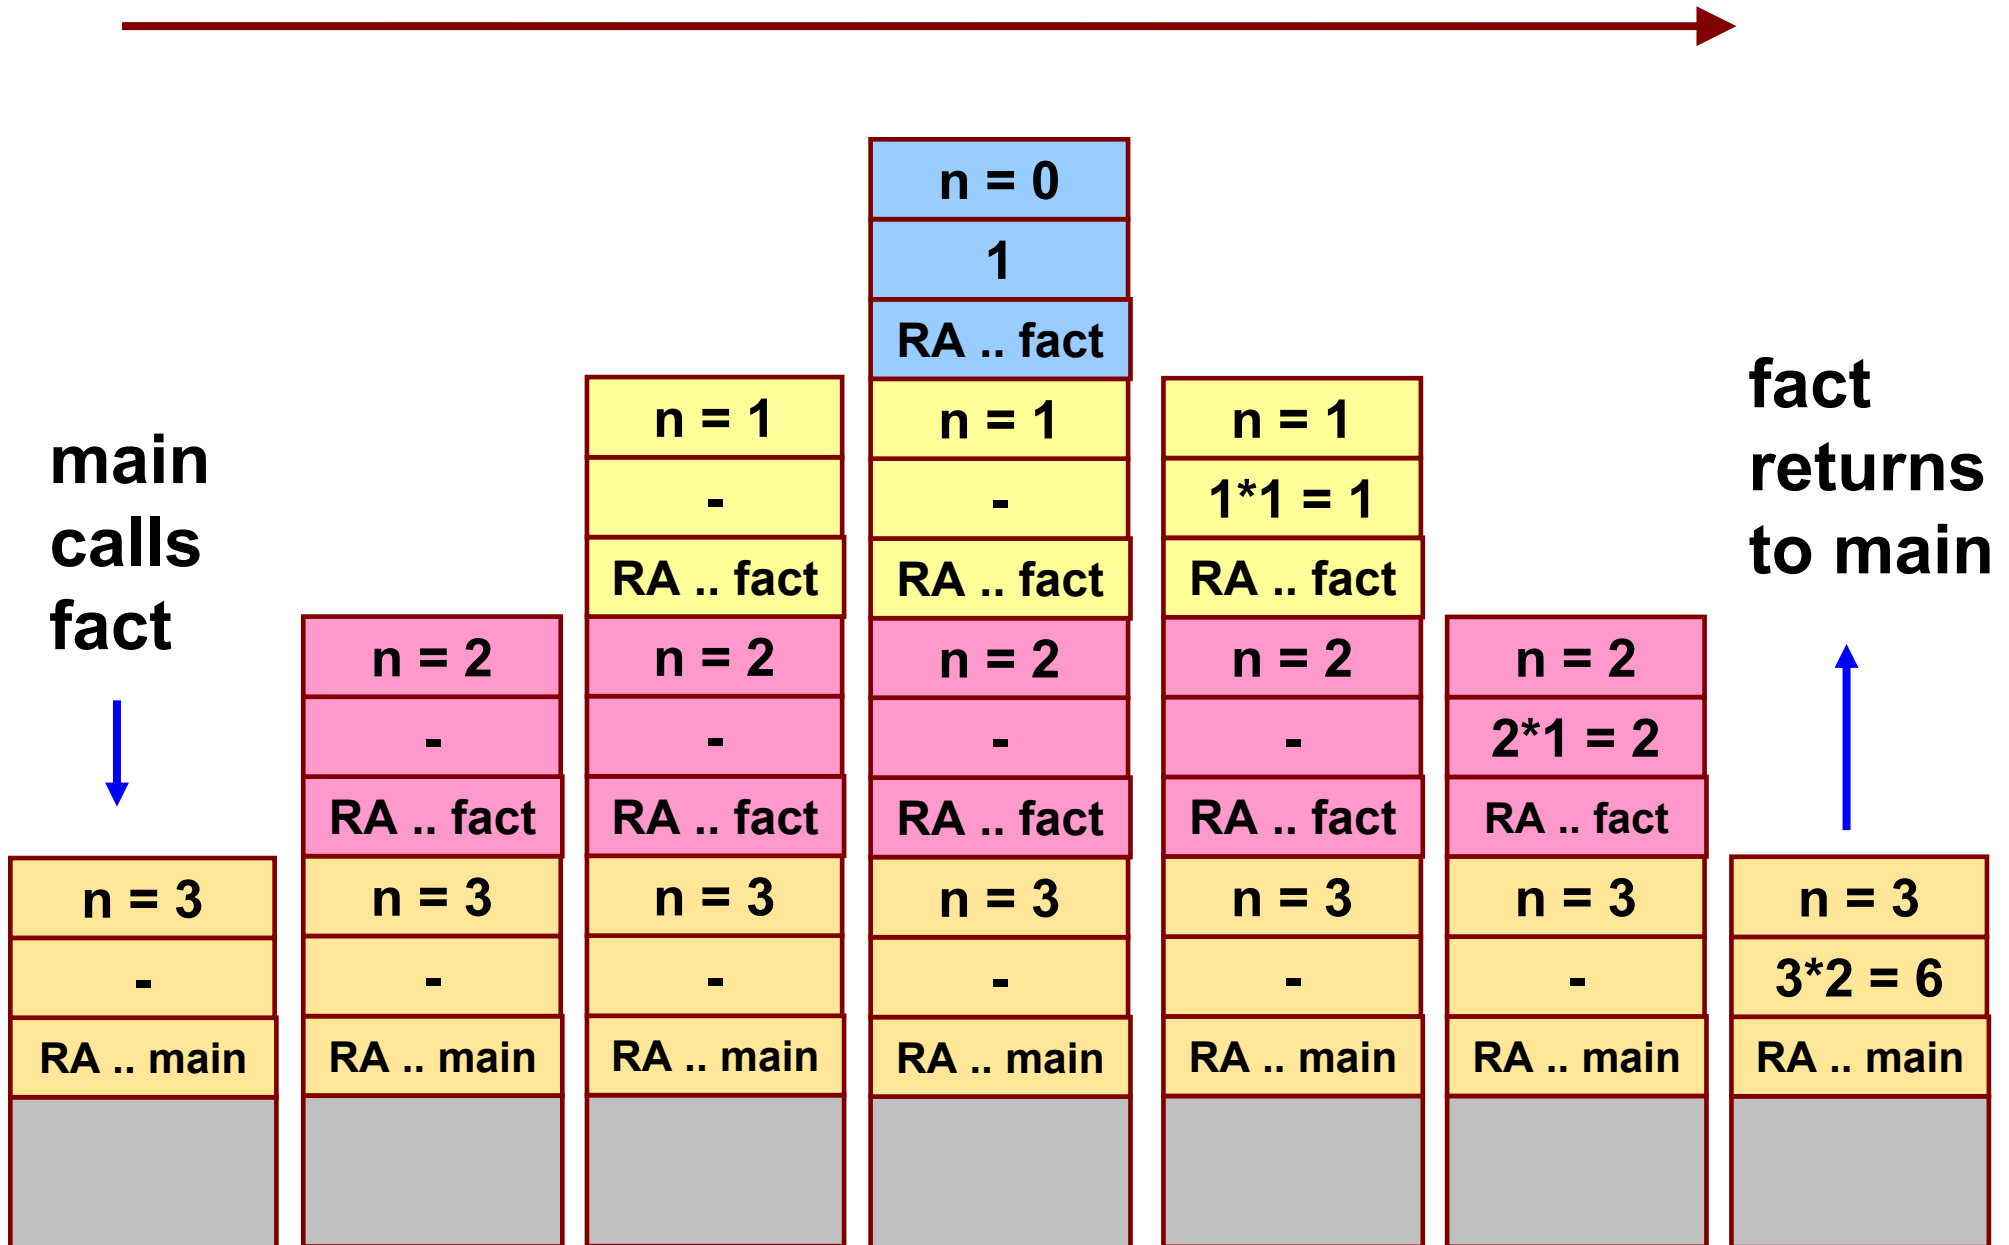 main
calls
fact
n = 3
-
RA .. main
n = 2
-
RA .. fact
n = 3
-
RA .. main
n = 1
-
RA .. fact
n = 2
-
RA .. fact
n = 3
-
RA .. main
n = 0
1
RA .. fact
n = 1
-
RA .. fact
n = 2
-
RA .. fact
n = 3
-
RA .. main
n = 1
1*1 = 1
RA .. fact
n = 2
-
RA .. fact
n = 3
-
RA .. main
n = 2
2*1 = 2
RA .. fact
n = 3
-
RA .. main
fact
returns
to main
n = 3
3*2 = 6
RA .. main